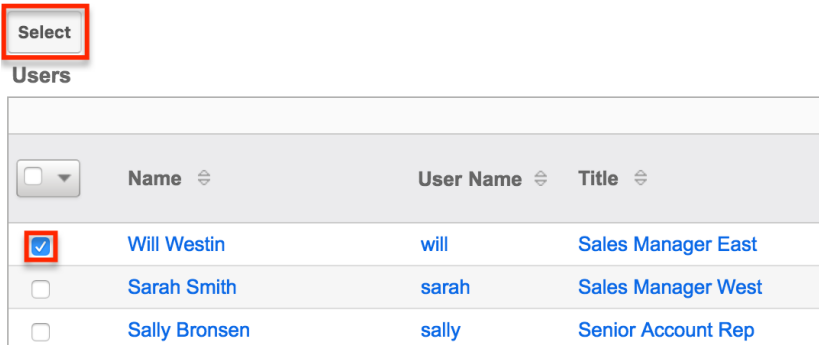 Select
Users
Name User Name Title
Will Westin will Sales Manager East
Sarah Smith sarah Sales Manager West
Sally Bronsen sally Senior Account Rep